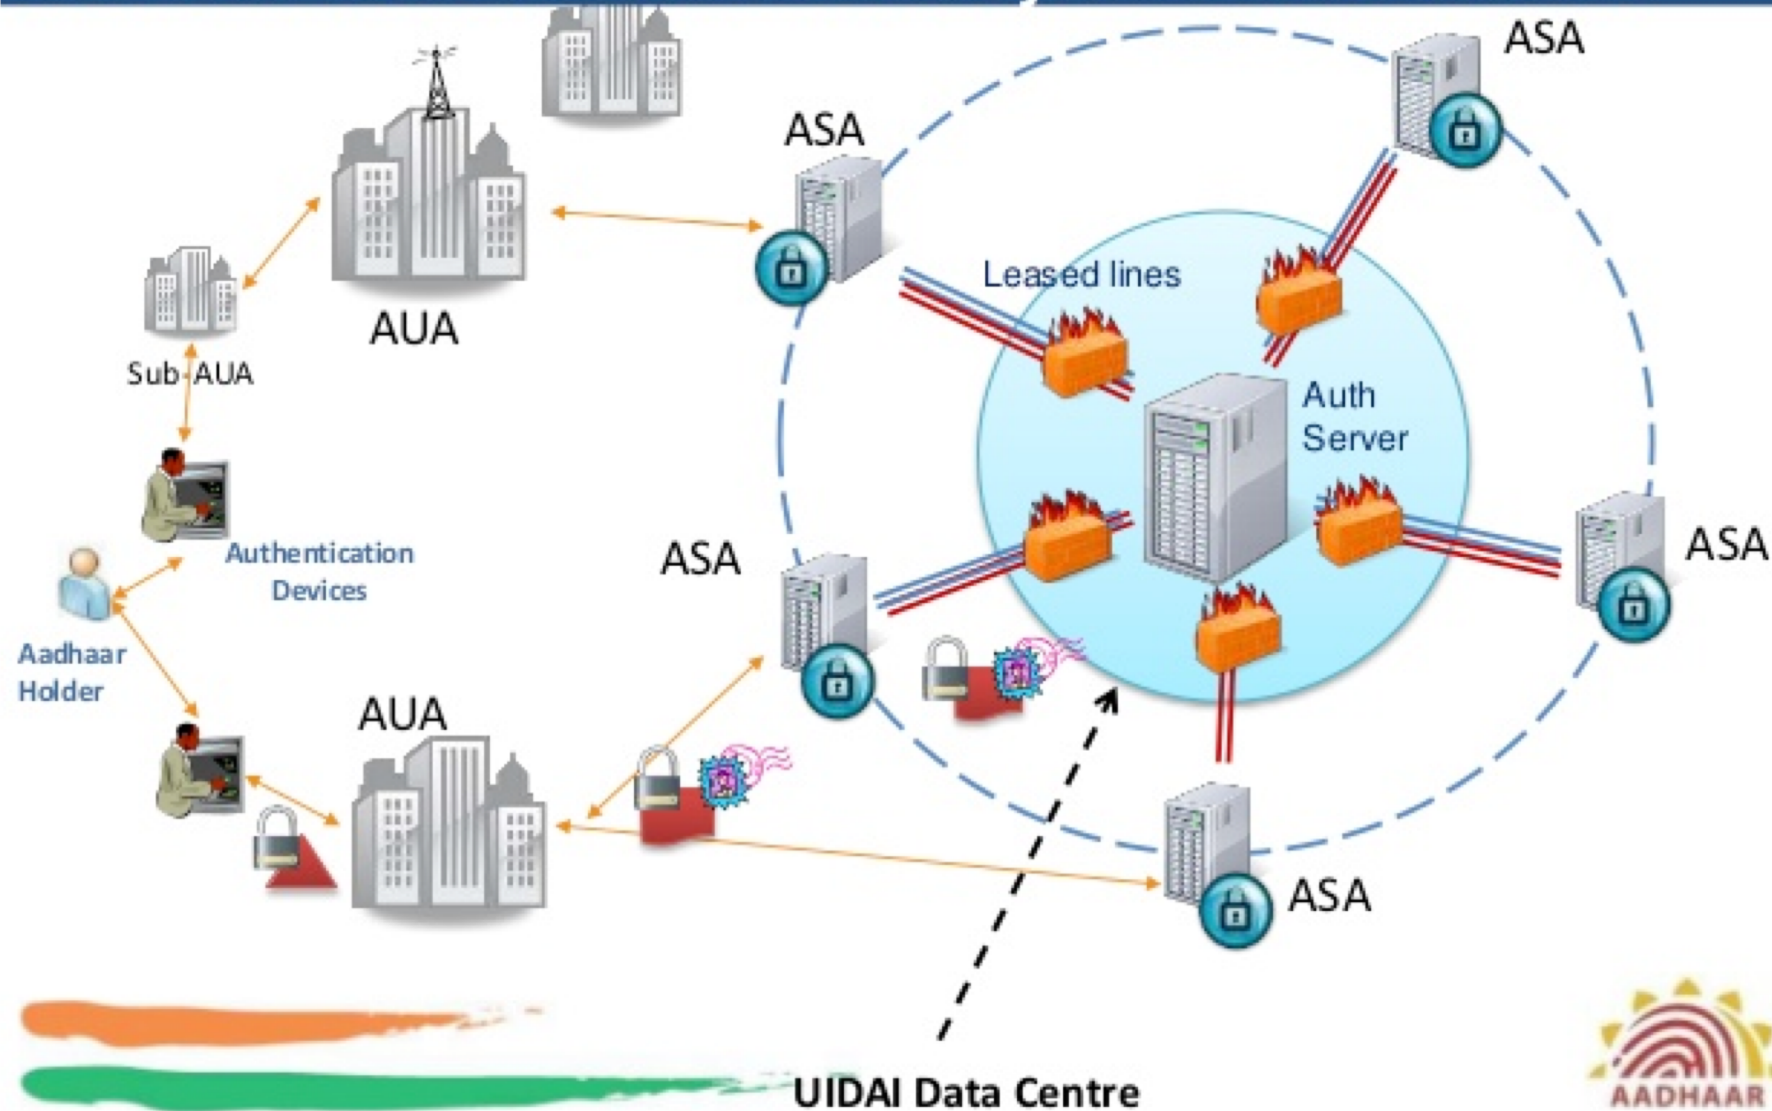 ASA
ASA
Leased lines
AUA
Sub-AUA
Auth
Server
Authentication
Devices
ASA
ASA
Aadhaar
Holder
AUA
ASA
UIDAI Data Centre
AADHAAR